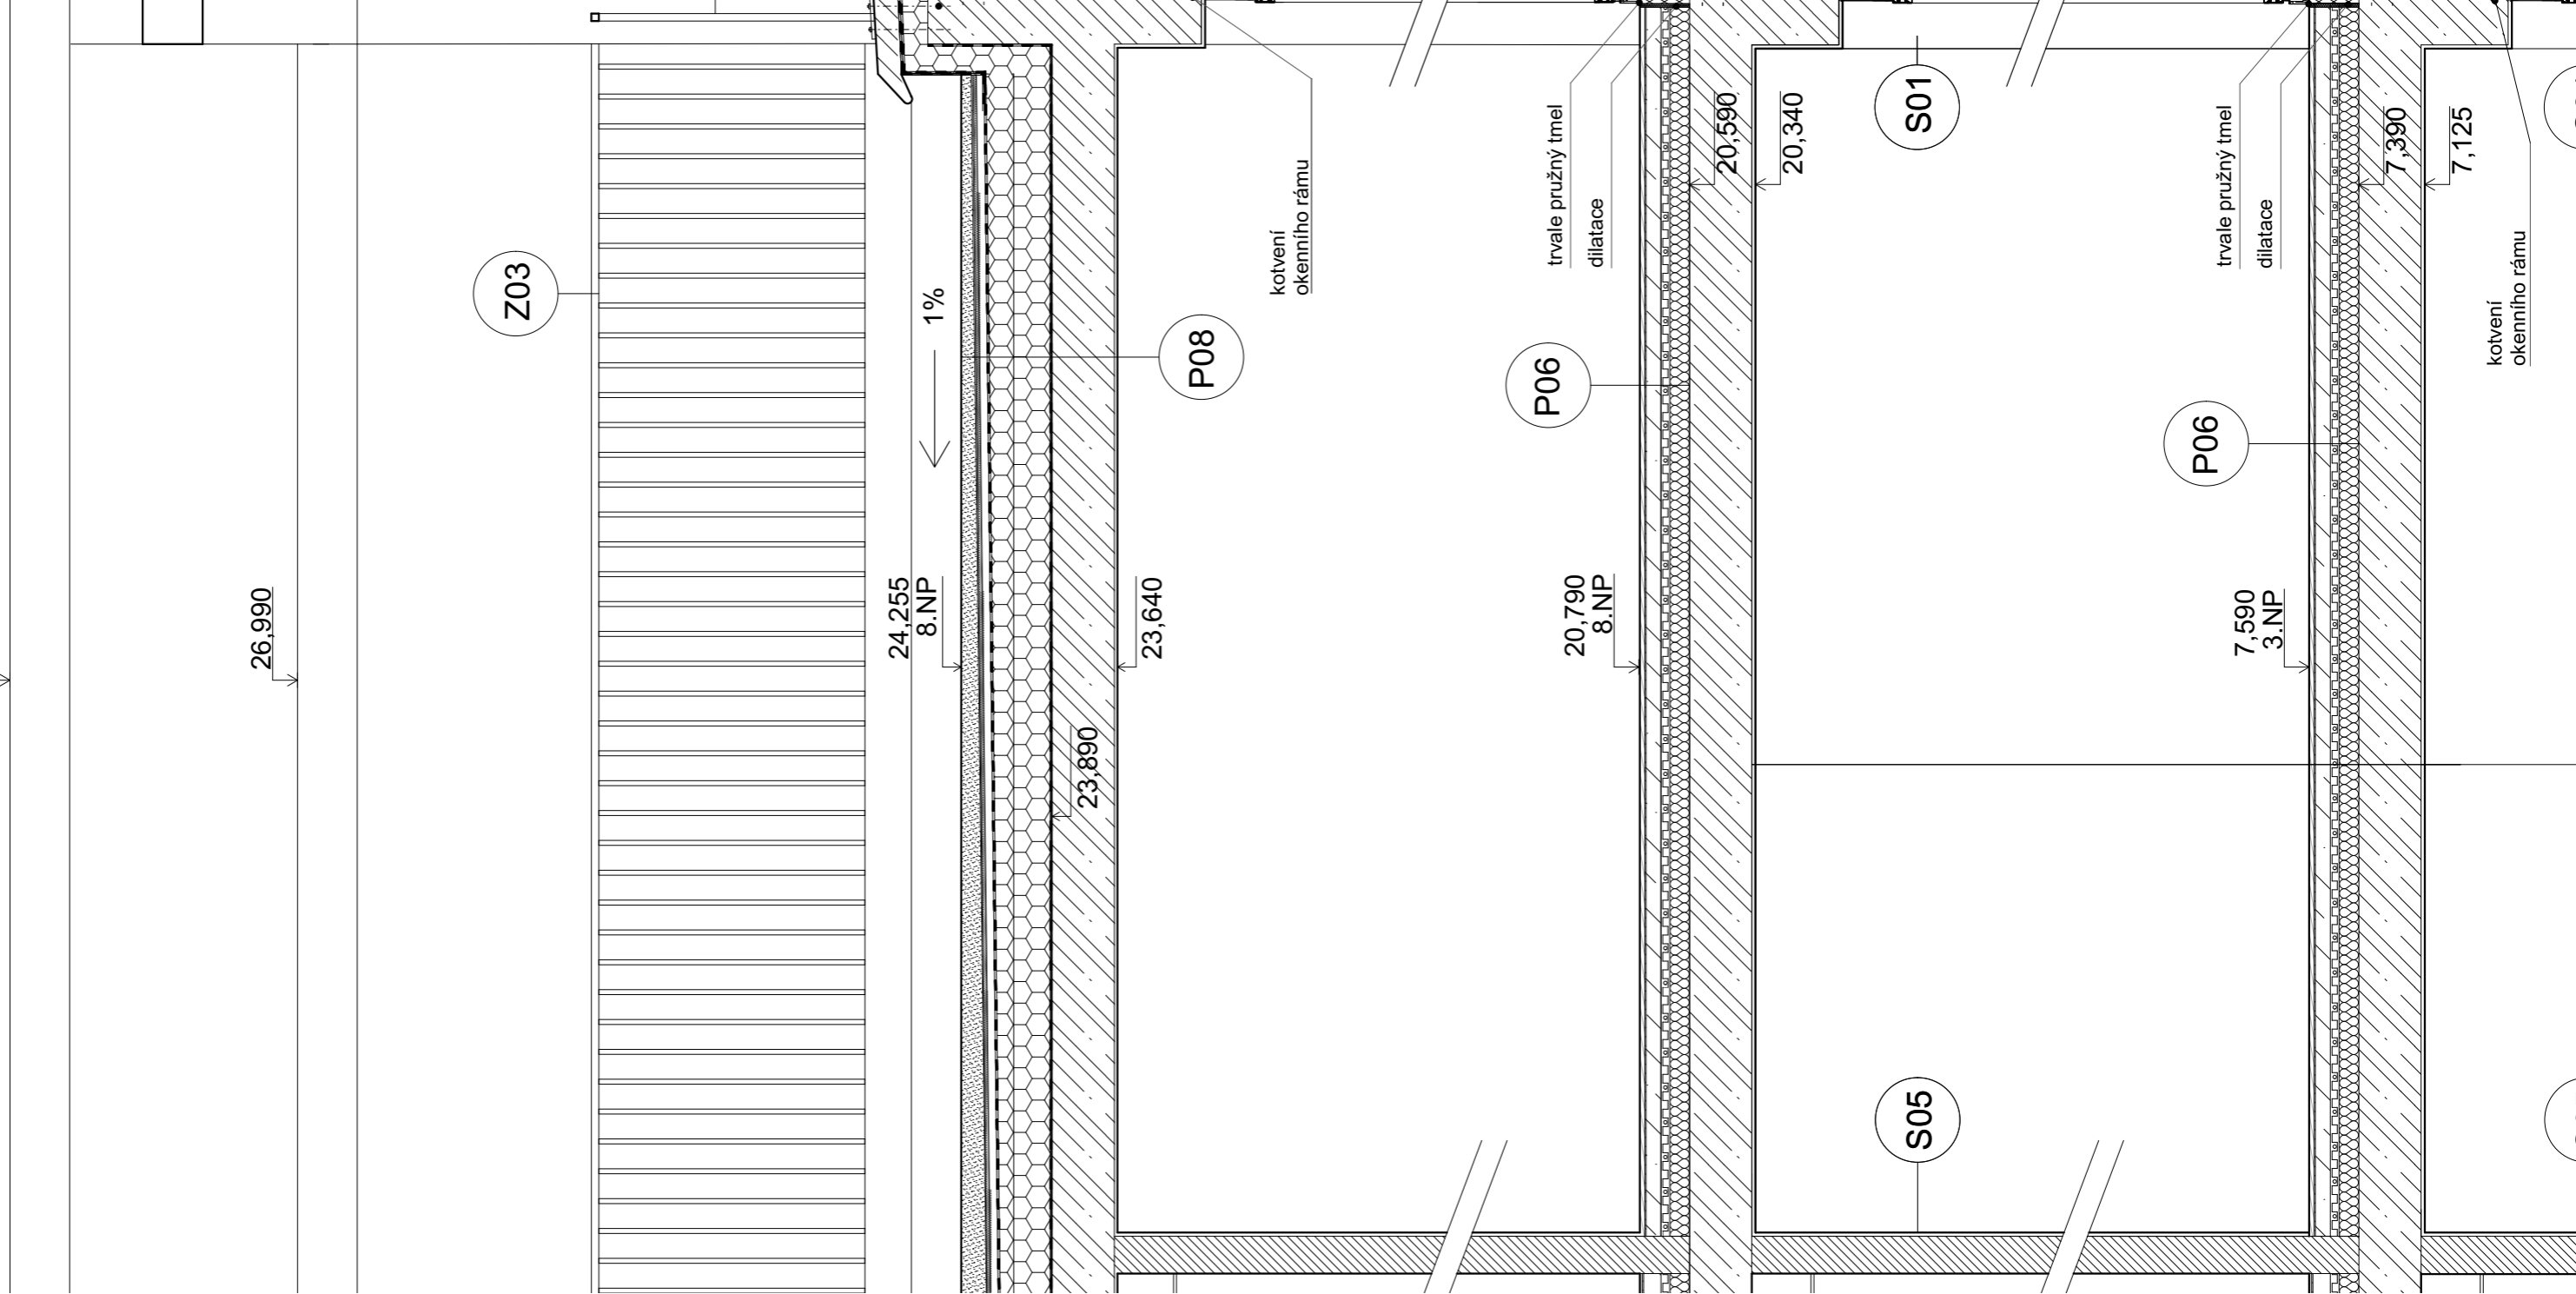 26,990
Z03
24,255
8.NP
1%
23,890
23,640
P08
kotvení
okenního rámu
P06
trvale pružný tmel
dilatace
20,790
8.NP
20,590
20,340
S01
S05
P06
trvale pružný tmel
dilatace
7,590
3.NP
7,390
7,125
kotvení
okenního rámu